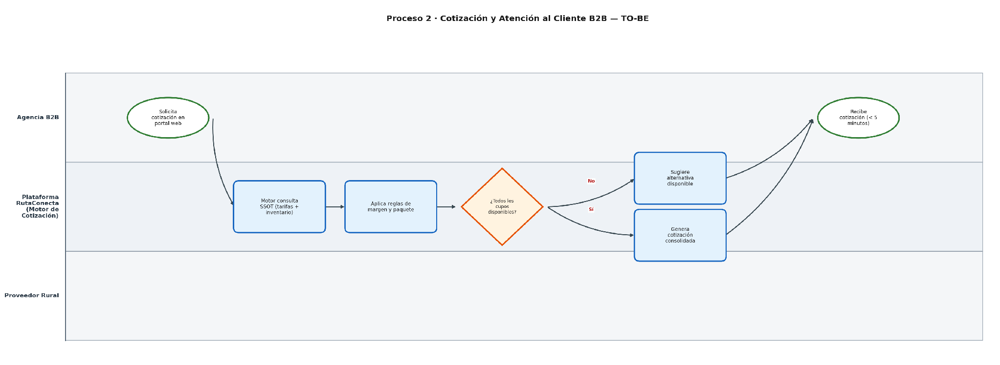 Proceso 2 · Cotización y Atención al Cliente B2B — TO-BE
Agencia B2B
Solicita
cotización en
portal web
Recibe
cotización (< 5
minutos)
Plataforma
RutaConecta
(Motor de
Cotización)
Motor consulta
SSOT (tarifas +
inventario)
Aplica reglas de
margen y paquete
¿Todos los
cupos
disponibles?
No
Sí
Sugiere
alternativa
disponible
Genera
cotización
consolidada
Proveedor Rural